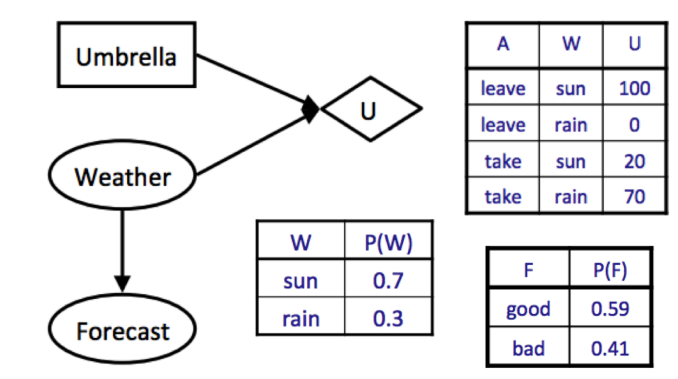 Umbrella
U
Weather
Forecast
A W U
leave sun 100
leave rain 0
take sun 20
take rain 70
W P(W)
sun 0.7
rain 0.3
F P(F)
good 0.59
bad 0.41